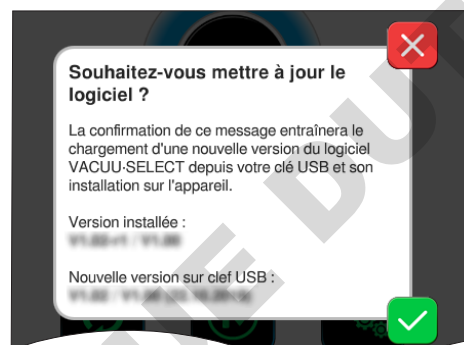 Souhaitez-vous mettre à jour le
logiciel ?
La confirmation de ce message entraînera le
chargement d'une nouvelle version du logiciel
VACUU·SELECT depuis votre clé USB et son
installation sur l'appareil.
Version installée :
Nouvelle version sur clef USB :